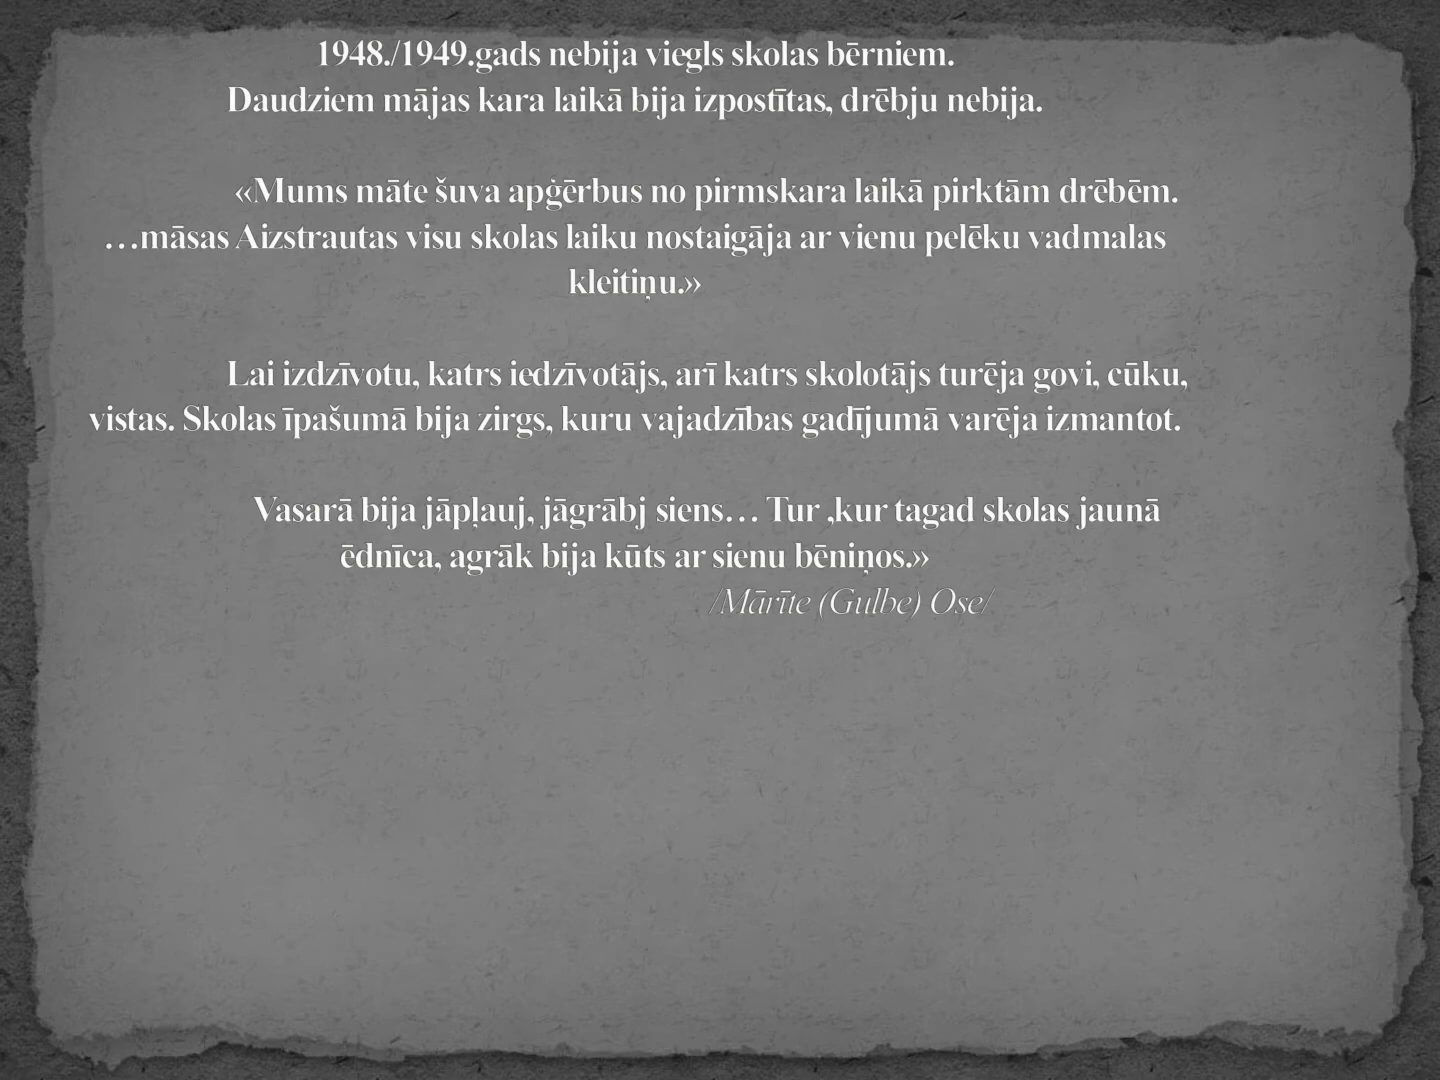 1948./1949.gads nebija viegls skolas bērniem.
Daudziem mājas kara laikā bija izpostītas, drēbju nebija.
«Mums māte šuva apģērbus no pirmskara laikā pirktām drēbēm.
…māsas Aizstrautas visu skolas laiku nostaigāja ar vienu pelēku vadmalas
kleitiņu.»
Lai izdzīvotu, katrs iedzīvotājs, arī katrs skolotājs turēja govi, cūku,
vistas. Skolas īpašumā bija zirgs, kuru vajadzības gadījumā varēja izmantot.
Vasarā bija jāpļauj, jāgrābj siens… Tur ,kur tagad skolas jaunā
ēdnīca, agrāk bija kūts ar sienu bēniņos.»
/Mārīte (Gulbe) Ose/